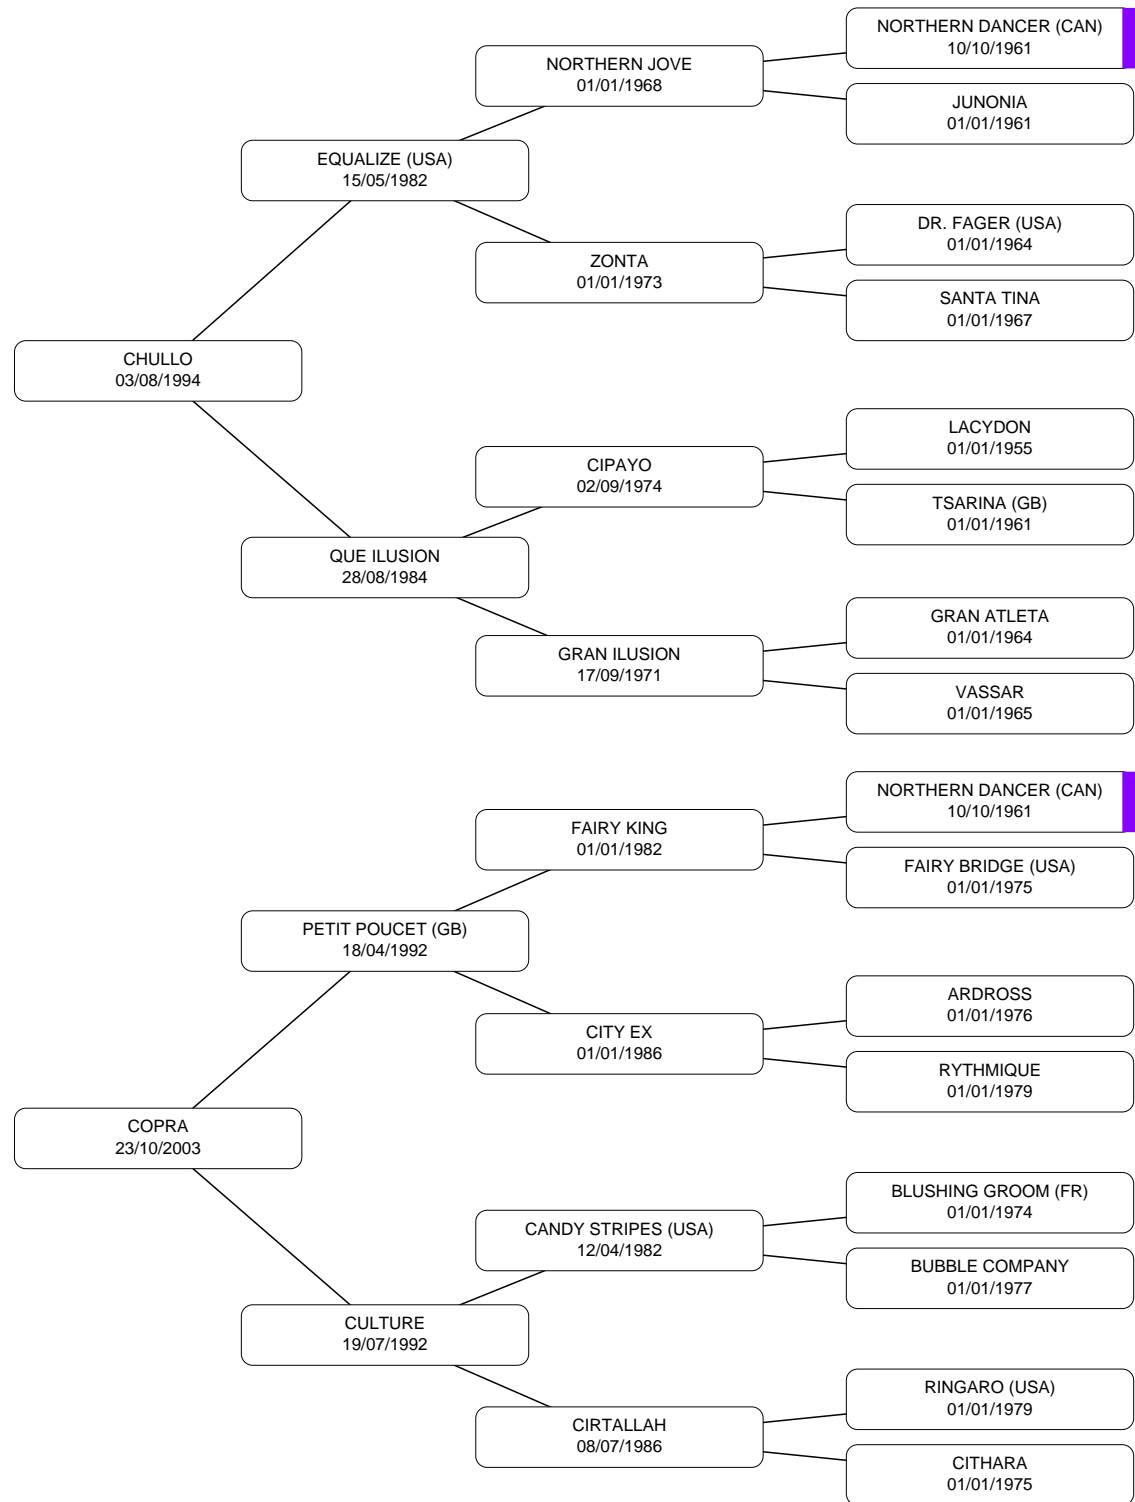 NORTHERN DANCER (CAN)
10/10/1961
NORTHERN JOVE
01/01/1968
JUNONIA
01/01/1961
EQUALIZE (USA)
15/05/1982
DR. FAGER (USA)
01/01/1964
ZONTA
01/01/1973
SANTA TINA
01/01/1967
CHULLO
03/08/1994
LACYDON
01/01/1955
CIPAYO
02/09/1974
TSARINA (GB)
01/01/1961
QUE ILUSION
28/08/1984
GRAN ATLETA
01/01/1964
GRAN ILUSION
17/09/1971
VASSAR
01/01/1965
NORTHERN DANCER (CAN)
10/10/1961
FAIRY KING
01/01/1982
FAIRY BRIDGE (USA)
01/01/1975
PETIT POUCET (GB)
18/04/1992
ARDROSS
01/01/1976
CITY EX
01/01/1986
RYTHMIQUE
01/01/1979
COPRA
23/10/2003
BLUSHING GROOM (FR)
01/01/1974
CANDY STRIPES (USA)
12/04/1982
BUBBLE COMPANY
01/01/1977
CULTURE
19/07/1992
RINGARO (USA)
01/01/1979
CIRTALLAH
08/07/1986
CITHARA
01/01/1975